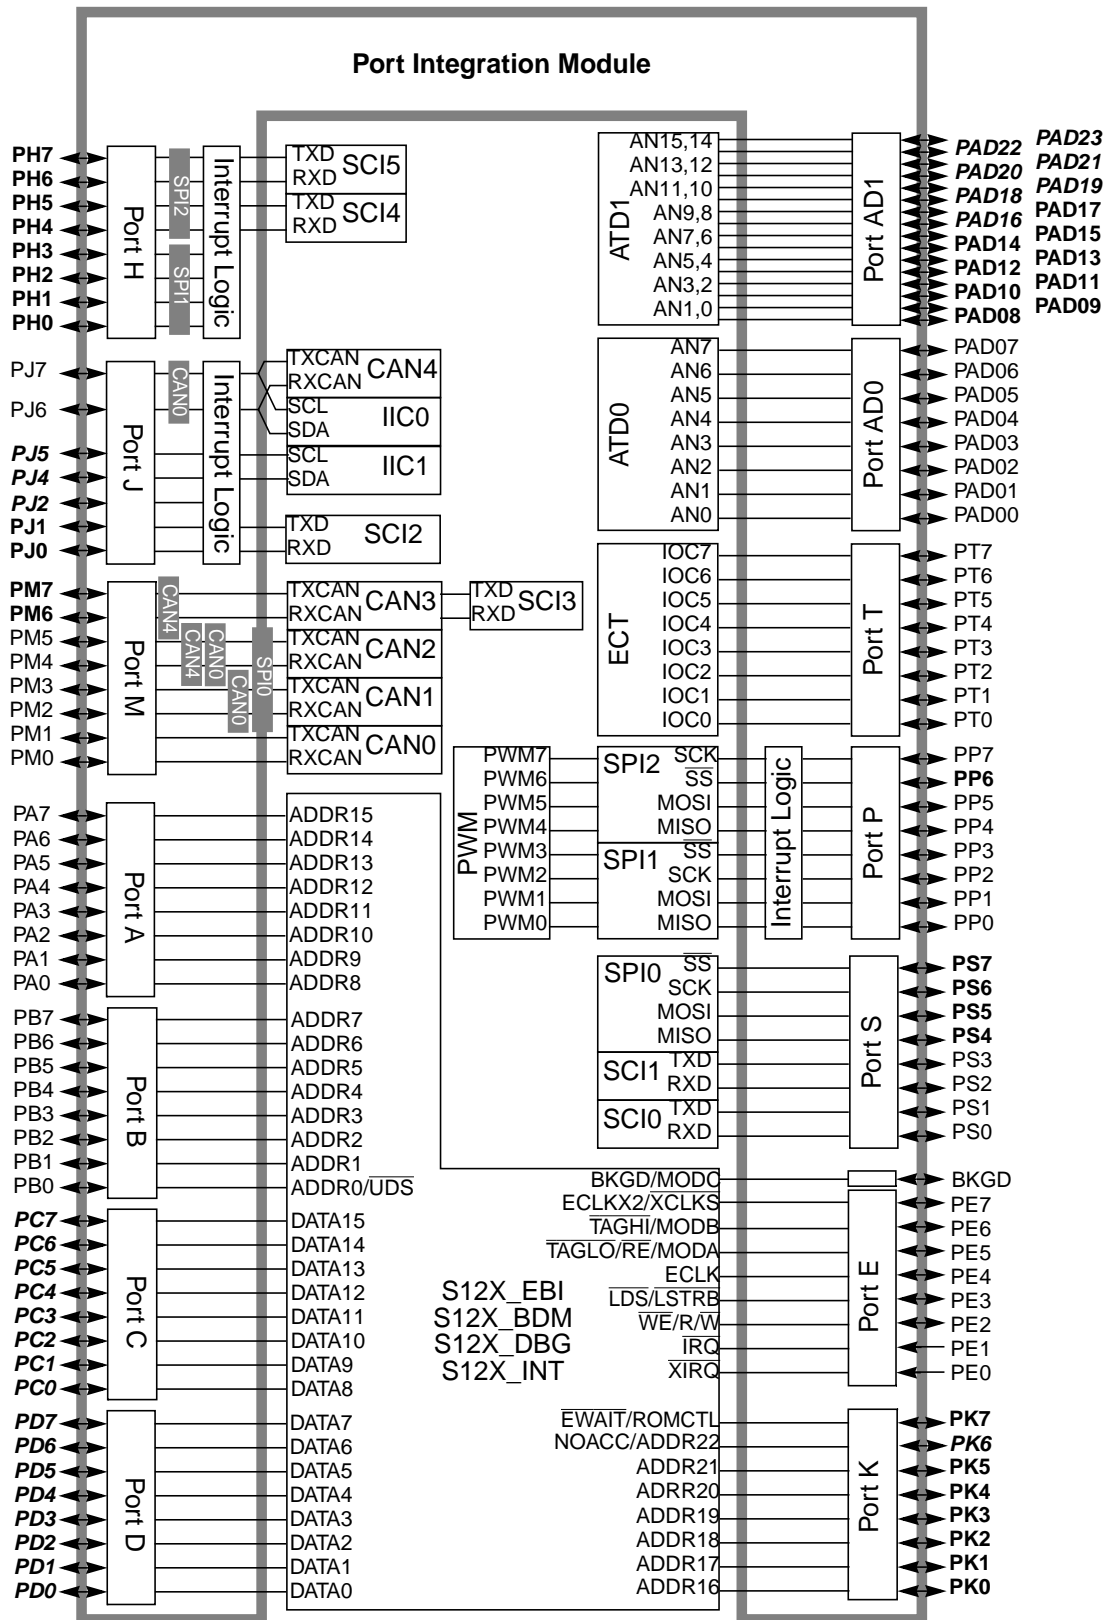 Port Integration Module
PH7
PH6
PH5
PH4
PH3
PH2
PH1
PH0
Port H
SPI2
SPI1
Interrupt Logic
TXD
RXD
SCI5
TXD
RXD
SCI4
PJ7
PJ6
PJ5
PJ4
PJ2
PJ1
PJ0
Port J
CAN0
Interrupt Logic
TXCAN
RXCAN
CAN4
SCL
SDA
IIC0
SCL
SDA
IIC1
TXD
RXD
SCI2
PM7
PM6
PM5
PM4
PM3
PM2
PM1
PM0
Port M
CAN4
CAN4
CAN0
CAN0
SPI0
TXCAN
RXCAN
CAN3
TXD
RXD
SCI3
TXCAN
RXCAN
CAN2
TXCAN
RXCAN
CAN1
TXCAN
RXCAN
CAN0
PA7
PA6
PA5
PA4
PA3
PA2
PA1
PA0
Port A
ADDR15
ADDR14
ADDR13
ADDR12
ADDR11
ADDR10
ADDR9
ADDR8
PB7
PB6
PB5
PB4
PB3
PB2
PB1
PB0
Port B
ADDR7
ADDR6
ADDR5
ADDR4
ADDR3
ADDR2
ADDR1
ADDR0/UDS
PC7
PC6
PC5
PC4
PC3
PC2
PC1
PC0
Port C
DATA15
DATA14
DATA13
DATA12
DATA11
DATA10
DATA9
DATA8
PD7
PD6
PD5
PD4
PD3
PD2
PD1
PD0
Port D
DATA7
DATA6
DATA5
DATA4
DATA3
DATA2
DATA1
DATA0
S12X_EBI
S12X_BDM
S12X_DBG
S12X_INT
ATD1
AN15,14
AN13,12
AN11,10
AN9,8
AN7,6
AN5,4
AN3,2
AN1,0
Port AD1
PAD23
PAD22
PAD21
PAD20
PAD19
PAD18
PAD17
PAD16
PAD15
PAD14
PAD13
PAD12
PAD11
PAD10
PAD09
PAD08
ATD0
AN7
AN6
AN5
AN4
AN3
AN2
AN1
AN0
Port AD0
PAD07
PAD06
PAD05
PAD04
PAD03
PAD02
PAD01
PAD00
ECT
IOC7
IOC6
IOC5
IOC4
IOC3
IOC2
IOC1
IOC0
Port T
PT7
PT6
PT5
PT4
PT3
PT2
PT1
PT0
PWM
PWM7
PWM6
PWM5
PWM4
PWM3
PWM2
PWM1
PWM0
SPI2
SCK
SS
MOSI
MISO
SPI1
SS
SCK
MOSI
MISO
Interrupt Logic
Port P
PP7
PP6
PP5
PP4
PP3
PP2
PP1
PP0
SPI0
SS
SCK
MOSI
MISO
SCI1
TXD
RXD
SCI0
TXD
RXD
Port S
PS7
PS6
PS5
PS4
PS3
PS2
PS1
PS0
BKGD/MODC
BKGD
ECLKX2/XCLKS
TAGHI/MODB
TAGLO/RE/MODA
ECLK
LDS/LSTRB
WE/R/W
IRQ
XIRQ
Port E
PE7
PE6
PE5
PE4
PE3
PE2
PE1
PE0
EWAIT/ROMCTL
NOACC/ADDR22
ADDR21
ADRR20
ADDR19
ADDR18
ADDR17
ADDR16
Port K
PK7
PK6
PK5
PK4
PK3
PK2
PK1
PK0